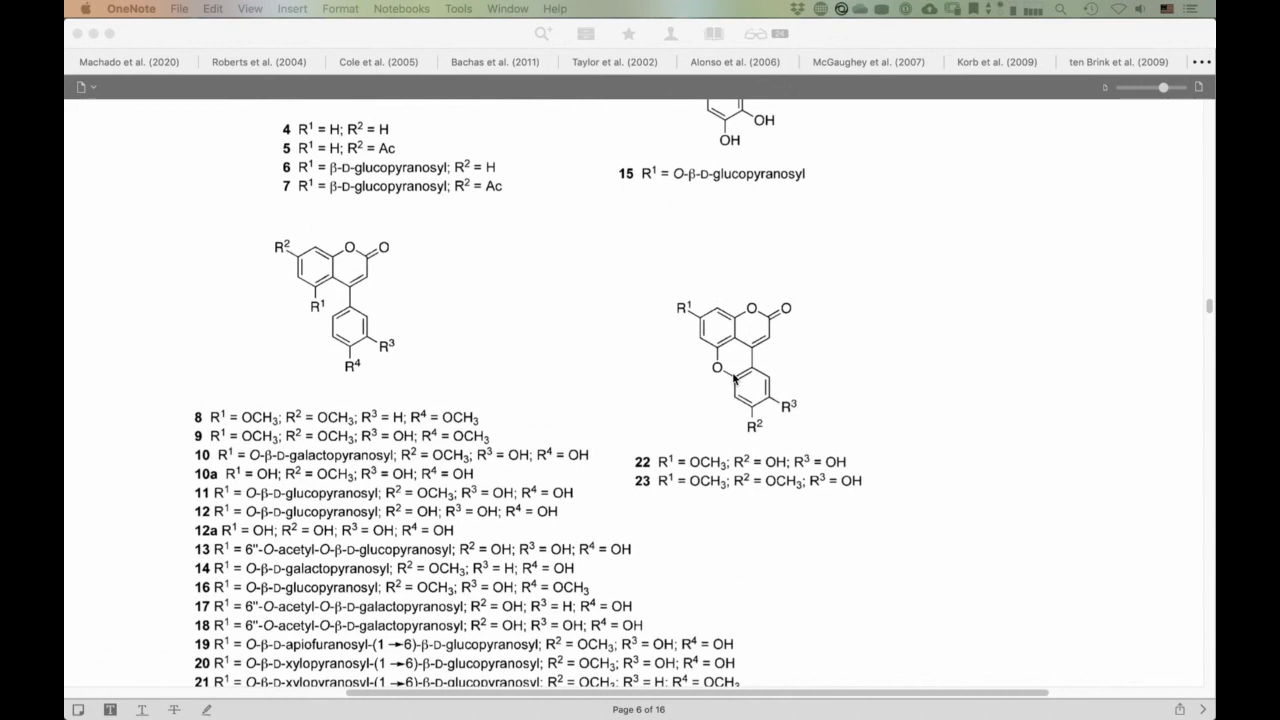 OneNote File Edit View Insert Format Notebooks Tools Window Help
24
Machado et al. (2020) Roberts et al. (2004) Cole et al. (2005) Bachas et al. (2011) Taylor et al. (2002) Alonso et al. (2006) McGaughey et al. (2007) Korb et al. (2009) ten Brink et al. (2009) •••
4 R¹ = H; R² = H
5 R¹ = H; R² = Ac
6 R¹ = β-D-glucopyranosyl; R² = H
7 R¹ = β-D-glucopyranosyl; R² = Ac
OH
OH
15 R¹ = O-β-D-glucopyranosyl
R² O O
R¹
R³
R⁴
R¹ O O
O
R³
R²
8 R¹ = OCH₃; R² = OCH₃; R³ = H; R⁴ = OCH₃
9 R¹ = OCH₃; R² = OCH₃; R³ = OH; R⁴ = OCH₃
10 R¹ = O-β-D-galactopyranosyl; R² = OCH₃; R³ = OH; R⁴ = OH
10a R¹ = OH; R² = OCH₃; R³ = OH; R⁴ = OH
11 R¹ = O-β-D-glucopyranosyl; R² = OCH₃; R³ = OH; R⁴ = OH
12 R¹ = O-β-D-glucopyranosyl; R² = OH; R³ = OH; R⁴ = OH
12a R¹ = OH; R² = OH; R³ = OH; R⁴ = OH
13 R¹ = 6"-O-acetyl-O-β-D-glucopyranosyl; R² = OH; R³ = OH; R⁴ = OH
14 R¹ = O-β-D-galactopyranosyl; R² = OCH₃; R³ = H; R⁴ = OH
16 R¹ = O-β-D-glucopyranosyl; R² = OCH₃; R³ = OH; R⁴ = OCH₃
17 R¹ = 6"-O-acetyl-O-β-D-galactopyranosyl; R² = OH; R³ = H; R⁴ = OH
18 R¹ = 6"-O-acetyl-O-β-D-galactopyranosyl; R² = OH; R³ = OH; R⁴ = OH
19 R¹ = O-β-D-apiofuranosyl-(1→6)-β-D-glucopyranosyl; R² = OCH₃; R³ = OH; R⁴ = OH
20 R¹ = O-β-D-xylopyranosyl-(1→6)-β-D-glucopyranosyl; R² = OCH₃; R³ = OH; R⁴ = OH
21 R¹ = O-β-D-xylopyranosyl-(1→6)-β-D-glucopyranosyl; R² = OCH₃; R³ = H; R⁴ = OCH₃
22 R¹ = OCH₃; R² = OH; R³ = OH
23 R¹ = OCH₃; R² = OCH₃; R³ = OH
T T T
Page 6 of 16